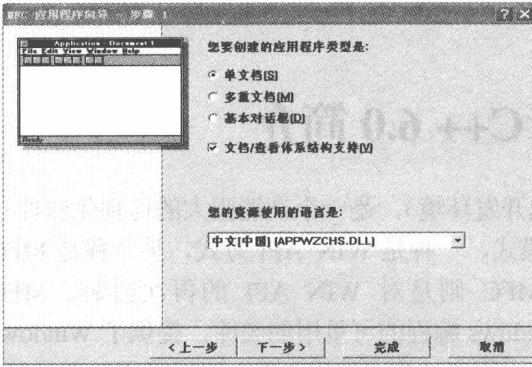 MFC 应用程序向导 - 步骤 1
Application - Document 1
File Edit View Window Help
Ready
您要创建的应用程序类型是:
单文档[S]
多重文档[M]
基本对话框[D]
文档/查看体系结构支持[V]
您的资源使用的语言是:
中文[中国] (APPWZCHS.DLL)
<上一步
下一步>
完成
取消